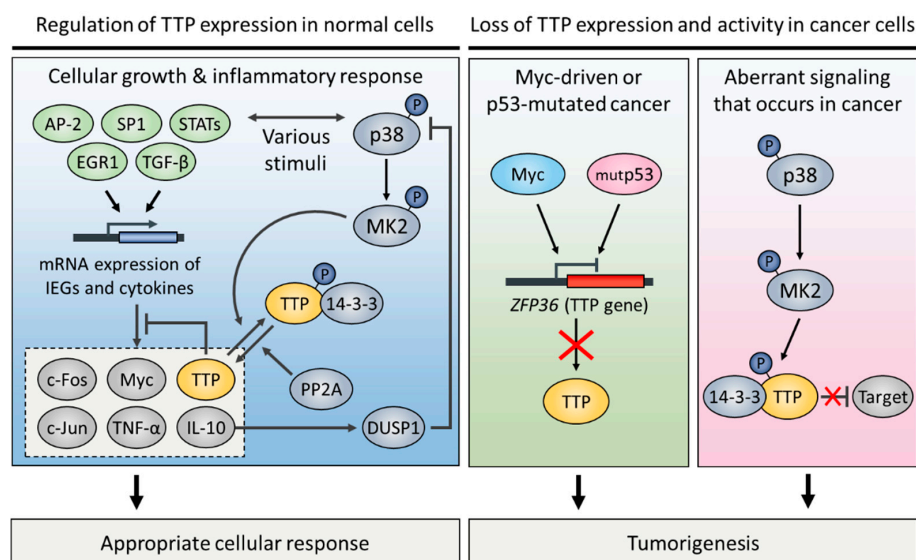 Regulation of TTP expression in normal cells
Loss of TTP expression and activity in cancer cells
Cellular growth & inflammatory response
AP-2
SP1
STATs
EGR1
TGF-β
Various
stimuli
P
p38
P
MK2
mRNA expression of
IEGs and cytokines
P
TTP
14-3-3
c-Fos
Myc
TTP
PP2A
c-Jun
TNF-α
IL-10
DUSP1
Appropriate cellular response
Myc-driven or
p53-mutated cancer
Myc
mutp53
ZFP36 (TTP gene)
TTP
Aberrant signaling
that occurs in cancer
P
p38
P
MK2
P
14-3-3
TTP
Target
Tumorigenesis